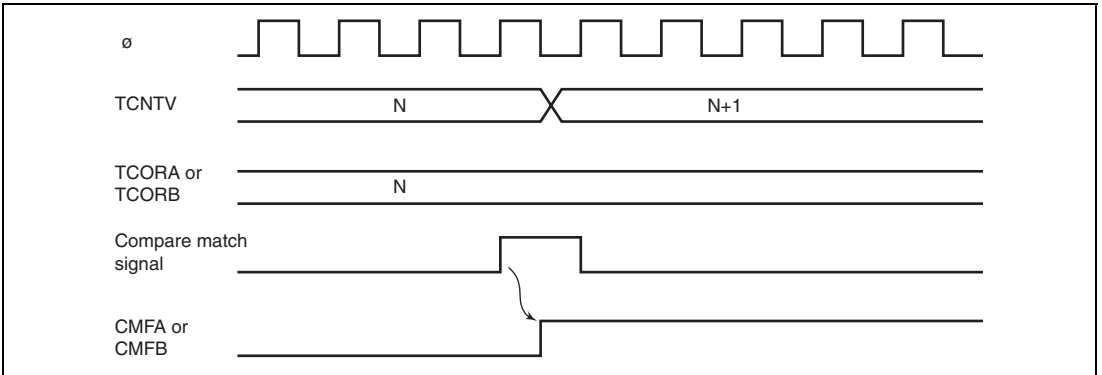 ø
TCNTV
N
N+1
TCORA or
TCORB
N
Compare match
signal
CMFA or
CMFB